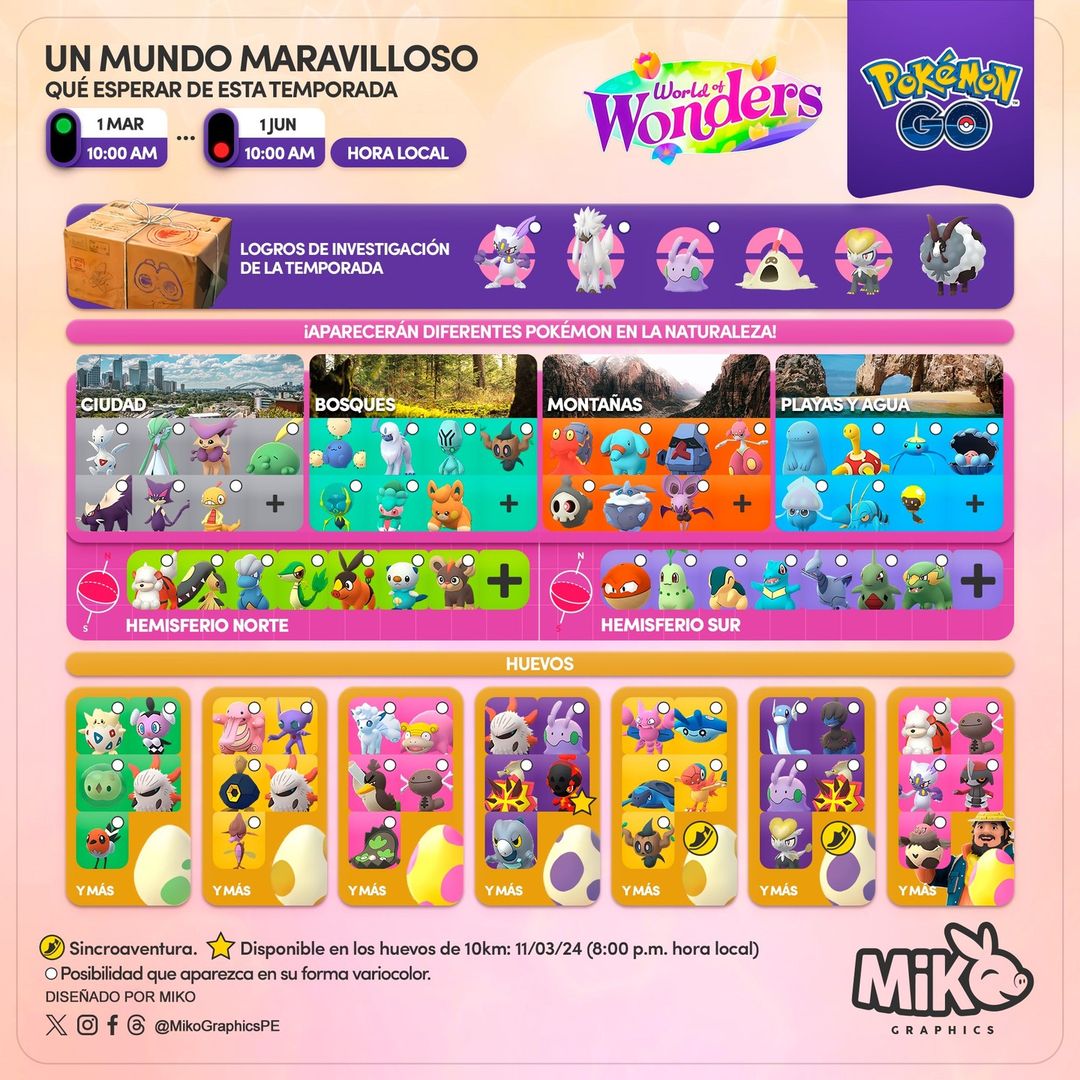 UN MUNDO MARAVILLOSO
QUÉ ESPERAR DE ESTA TEMPORADA
1 MAR
10:00 AM
...
1 JUN
10:00 AM
HORA LOCAL
World of
Wonders
POKÉMON
GO
LOGROS DE INVESTIGACIÓN
DE LA TEMPORADA
¡APARECERÁN DIFERENTES POKÉMON EN LA NATURALEZA!
CIUDAD
BOSQUES
MONTAÑAS
PLAYAS Y AGUA
+
+
+
+
N
S
HEMISFERIO NORTE
+
N
S
HEMISFERIO SUR
+
HUEVOS
Y MÁS
Y MÁS
Y MÁS
Y MÁS
Y MÁS
Y MÁS
Y MÁS
Sincroaventura.
Disponible en los huevos de 10km: 11/03/24 (8:00 p.m. hora local)
Posibilidad que aparezca en su forma variocolor.
DISEÑADO POR MIKO
@MikoGraphicsPE
MiKO
GRAPHICS